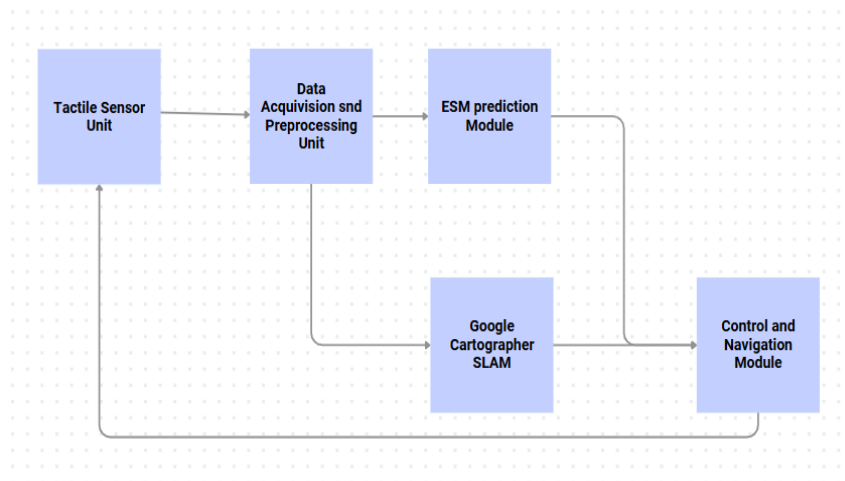 Tactile Sensor
Unit
Data
Acquivision snd
Preprocessing
Unit
ESM prediction
Module
Google
Cartographer
SLAM
Control and
Navigation
Module